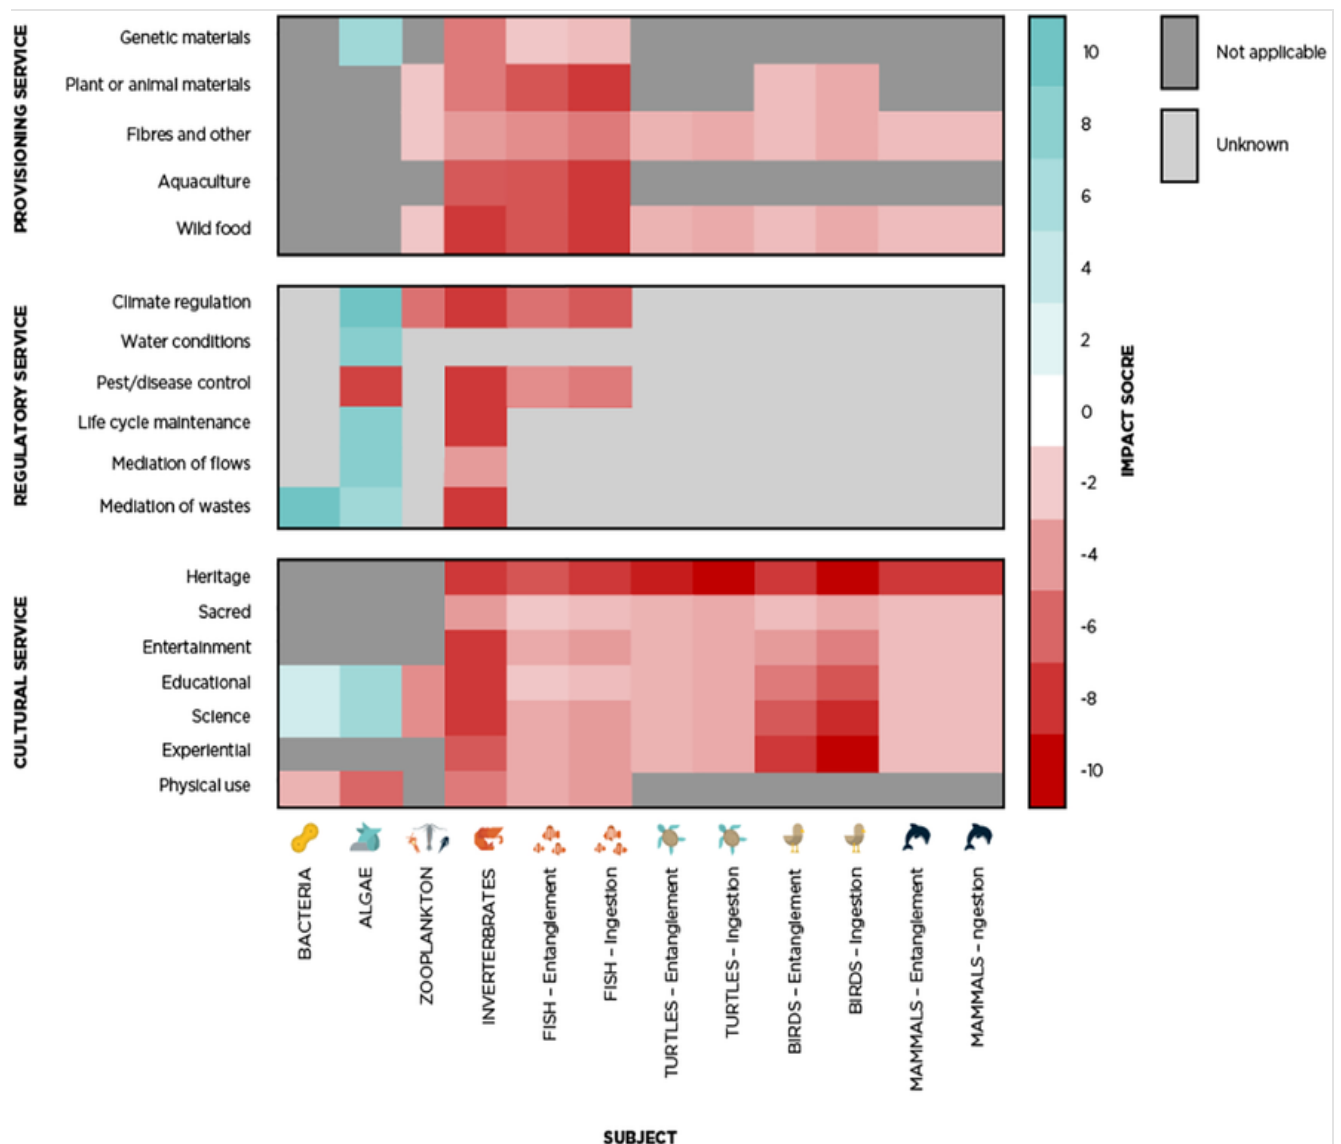 PROVISIONING SERVICE
Genetic materials
Plant or animal materials
Fibres and other
Aquaculture
Wild food
REGULATORY SERVICE
Climate regulation
Water conditions
Pest/disease control
Life cycle maintenance
Mediation of flows
Mediation of wastes
CULTURAL SERVICE
Heritage
Sacred
Entertainment
Educational
Science
Experiential
Physical use
10
8
6
4
2
0
-2
-4
-6
-8
-10
IMPACT SOCRE
Not applicable
Unknown
BACTERIA
ALGAE
ZOOPLANKTON
INVERTERBRATES
FISH – Entanglement
FISH – Ingestion
TURTLES – Entanglement
TURTLES – Ingestion
BIRDS – Entanglement
BIRDS – Ingestion
MAMMALS – Entanglement
MAMMALS – ngestion
SUBJECT